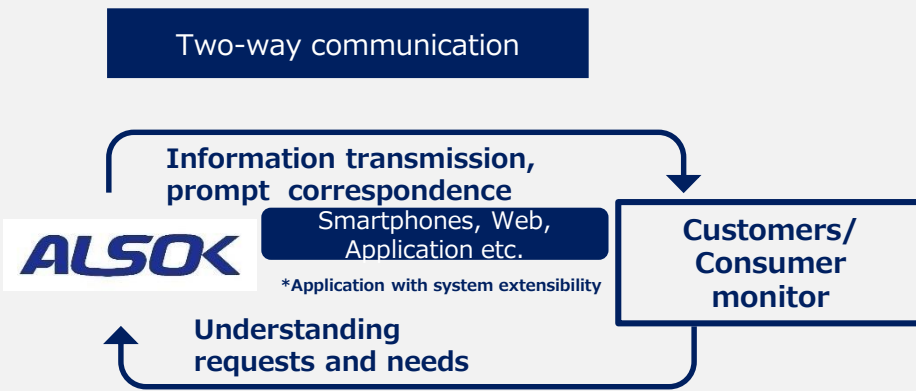 Two-way communication
Information transmission,
prompt correspondence
ALSOK
Smartphones, Web,
Application etc.
*Application with system extensibility
Customers/
Consumer
monitor
Understanding
requests and needs